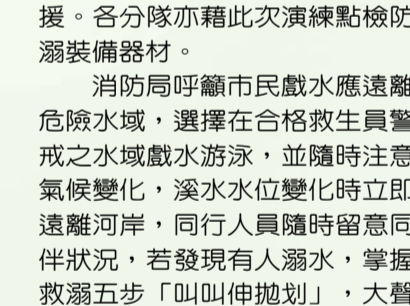 援。各分隊亦藉此次演練點檢防
溺裝備器材。
消防局呼籲市民戲水應遠離
危險水域，選擇在合格救生員警
戒之水域戲水游泳，並隨時注意
氣候變化，溪水水位變化時立即
遠離河岸，同行人員隨時留意同
伴狀況，若發現有人溺水，掌握
救溺五步「叫叫伸拋划」，大聲